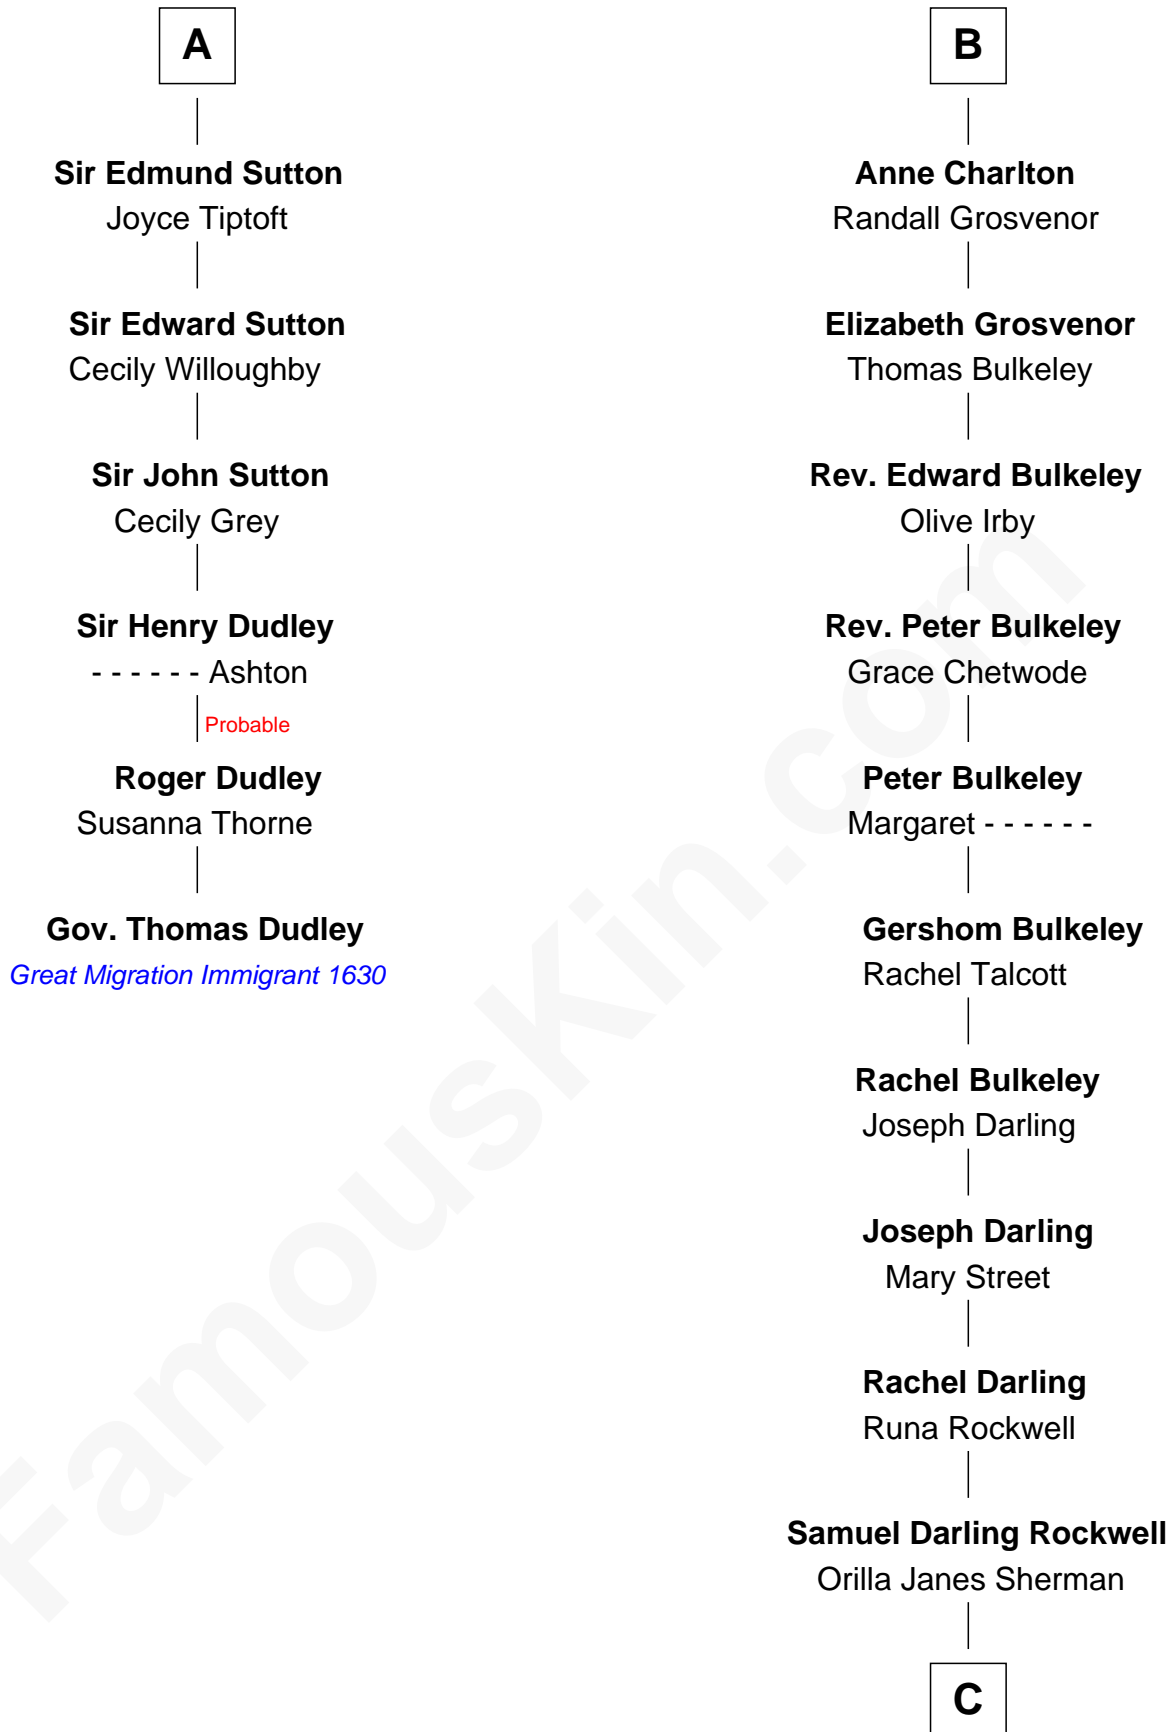 A
Sir Edmund Sutton
Joyce Tiptoft
Sir Edward Sutton
Cecily Willoughby
Sir John Sutton
Cecily Grey
Sir Henry Dudley
- - - - - - Ashton
Probable
Roger Dudley
Susanna Thorne
Gov. Thomas Dudley
Great Migration Immigrant 1630
B
Anne Charlton
Randall Grosvenor
Elizabeth Grosvenor
Thomas Bulkeley
Rev. Edward Bulkeley
Olive Irby
Rev. Peter Bulkeley
Grace Chetwode
Peter Bulkeley
Margaret - - - - - -
Gershom Bulkeley
Rachel Talcott
Rachel Bulkeley
Joseph Darling
Joseph Darling
Mary Street
Rachel Darling
Runa Rockwell
Samuel Darling Rockwell
Orilla Janes Sherman
C
FamousKin.com